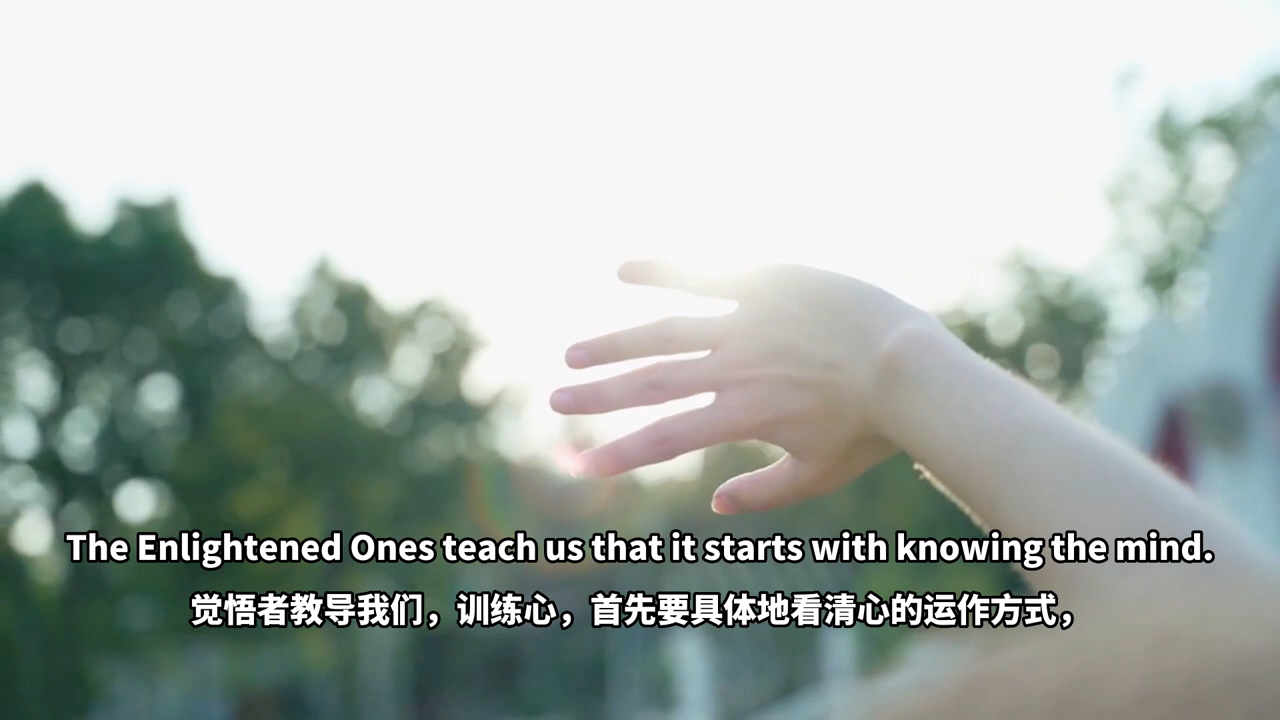 The Enlightened Ones teach us that it starts with knowing the mind.
觉悟者教导我们，训练心，首先要具体地看清心的运作方式，